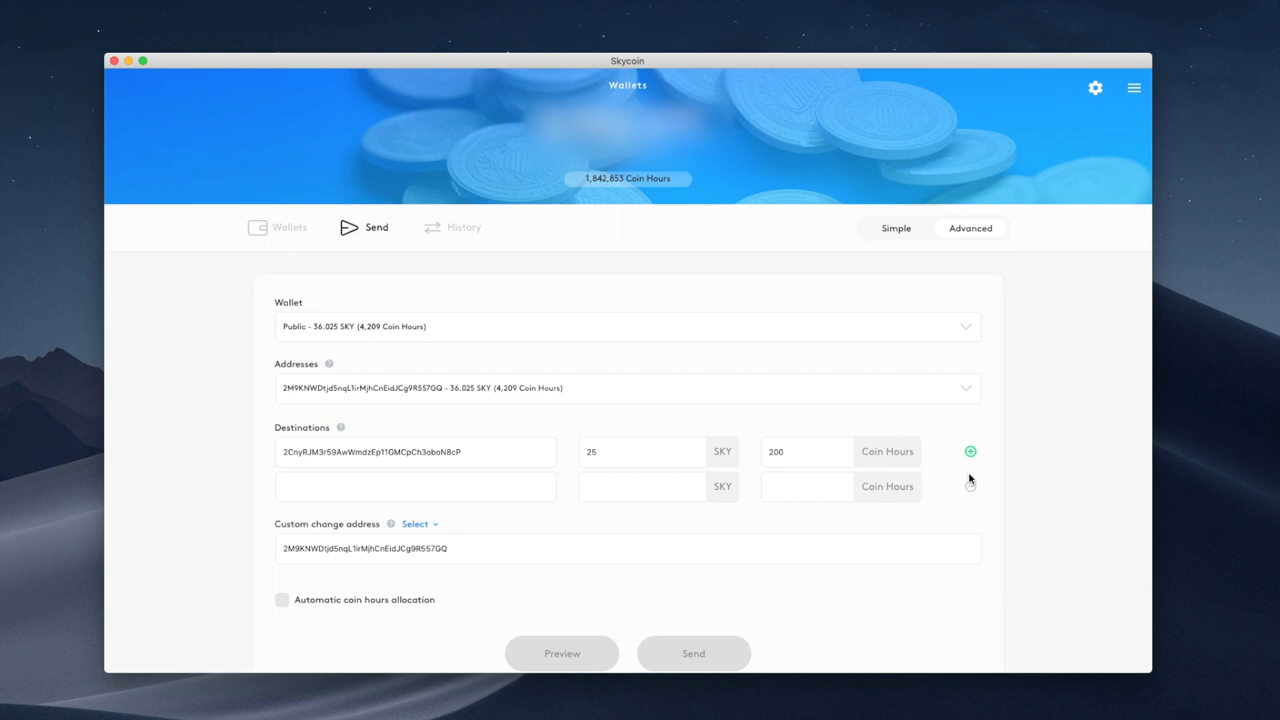 Skycoin
Wallets
1,842,853 Coin Hours
Wallets Send History Simple Advanced
Wallet
Public - 36.025 SKY (4,209 Coin Hours)
Addresses ?
2M9KNWDtjd5nqL1irMjhCnEidJCg9R557GQ - 36.025 SKY (4,209 Coin Hours)
Destinations ?
2CnyRJM3r59AwWmdzEp11GMCpCh3oboN8cP 25 SKY 200 Coin Hours
SKY Coin Hours
Custom change address ? Select
2M9KNWDtjd5nqL1irMjhCnEidJCg9R557GQ
Automatic coin hours allocation
Preview Send